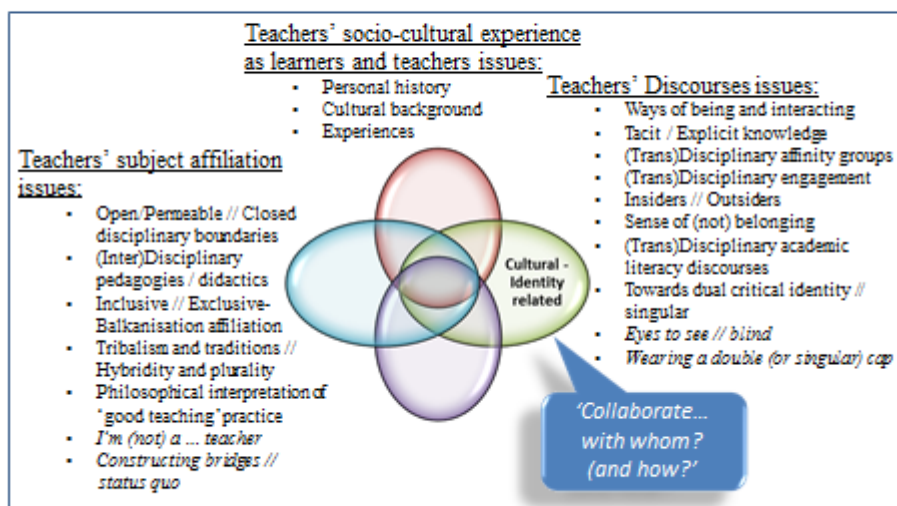 Teachers' socio-cultural experience
as learners and teachers issues:
▪ Personal history
▪ Cultural background
▪ Experiences
Teachers' Discourses issues:
▪ Ways of being and interacting
▪ Tacit / Explicit knowledge
▪ (Trans)Disciplinary affinity groups
▪ (Trans)Disciplinary engagement
▪ Insiders // Outsiders
▪ Sense of (not) belonging
▪ (Trans)Disciplinary academic
literacy discourses
▪ Towards dual critical identity //
singular
▪ Eyes to see // blind
▪ Wearing a double (or singular) cap
Teachers' subject affiliation
issues:
▪ Open/Permeable // Closed
disciplinary boundaries
▪ (Inter)Disciplinary
pedagogies / didactics
▪ Inclusive // Exclusive-
Balkanisation affiliation
▪ Tribalism and traditions //
Hybridity and plurality
▪ Philosophical interpretation of
"good teaching" practice
▪ I'm (not) a ... teacher
▪ Constructing bridges //
status quo
Cultural -
Identity
related
'Collaborate...
with whom?
(and how?'